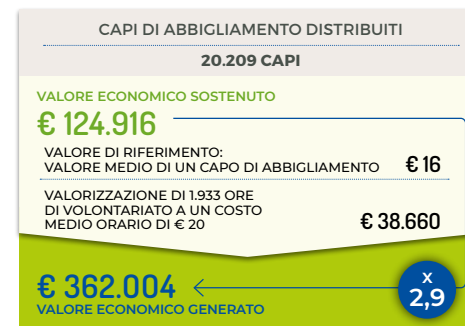 CAPI DI ABBIGLIAMENTO DISTRIBUITI
20.209 CAPI
VALORE ECONOMICO SOSTENUTO
€ 124.916
VALORE DI RIFERIMENTO:
VALORE MEDIO DI UN CAPO DI ABBIGLIAMENTO € 16
VALORIZZAZIONE DI 1.933 ORE
DI VOLONTARIATO A UN COSTO
MEDIO ORARIO DI € 20 € 38.660
€ 362.004
VALORE ECONOMICO GENERATO
X
2,9